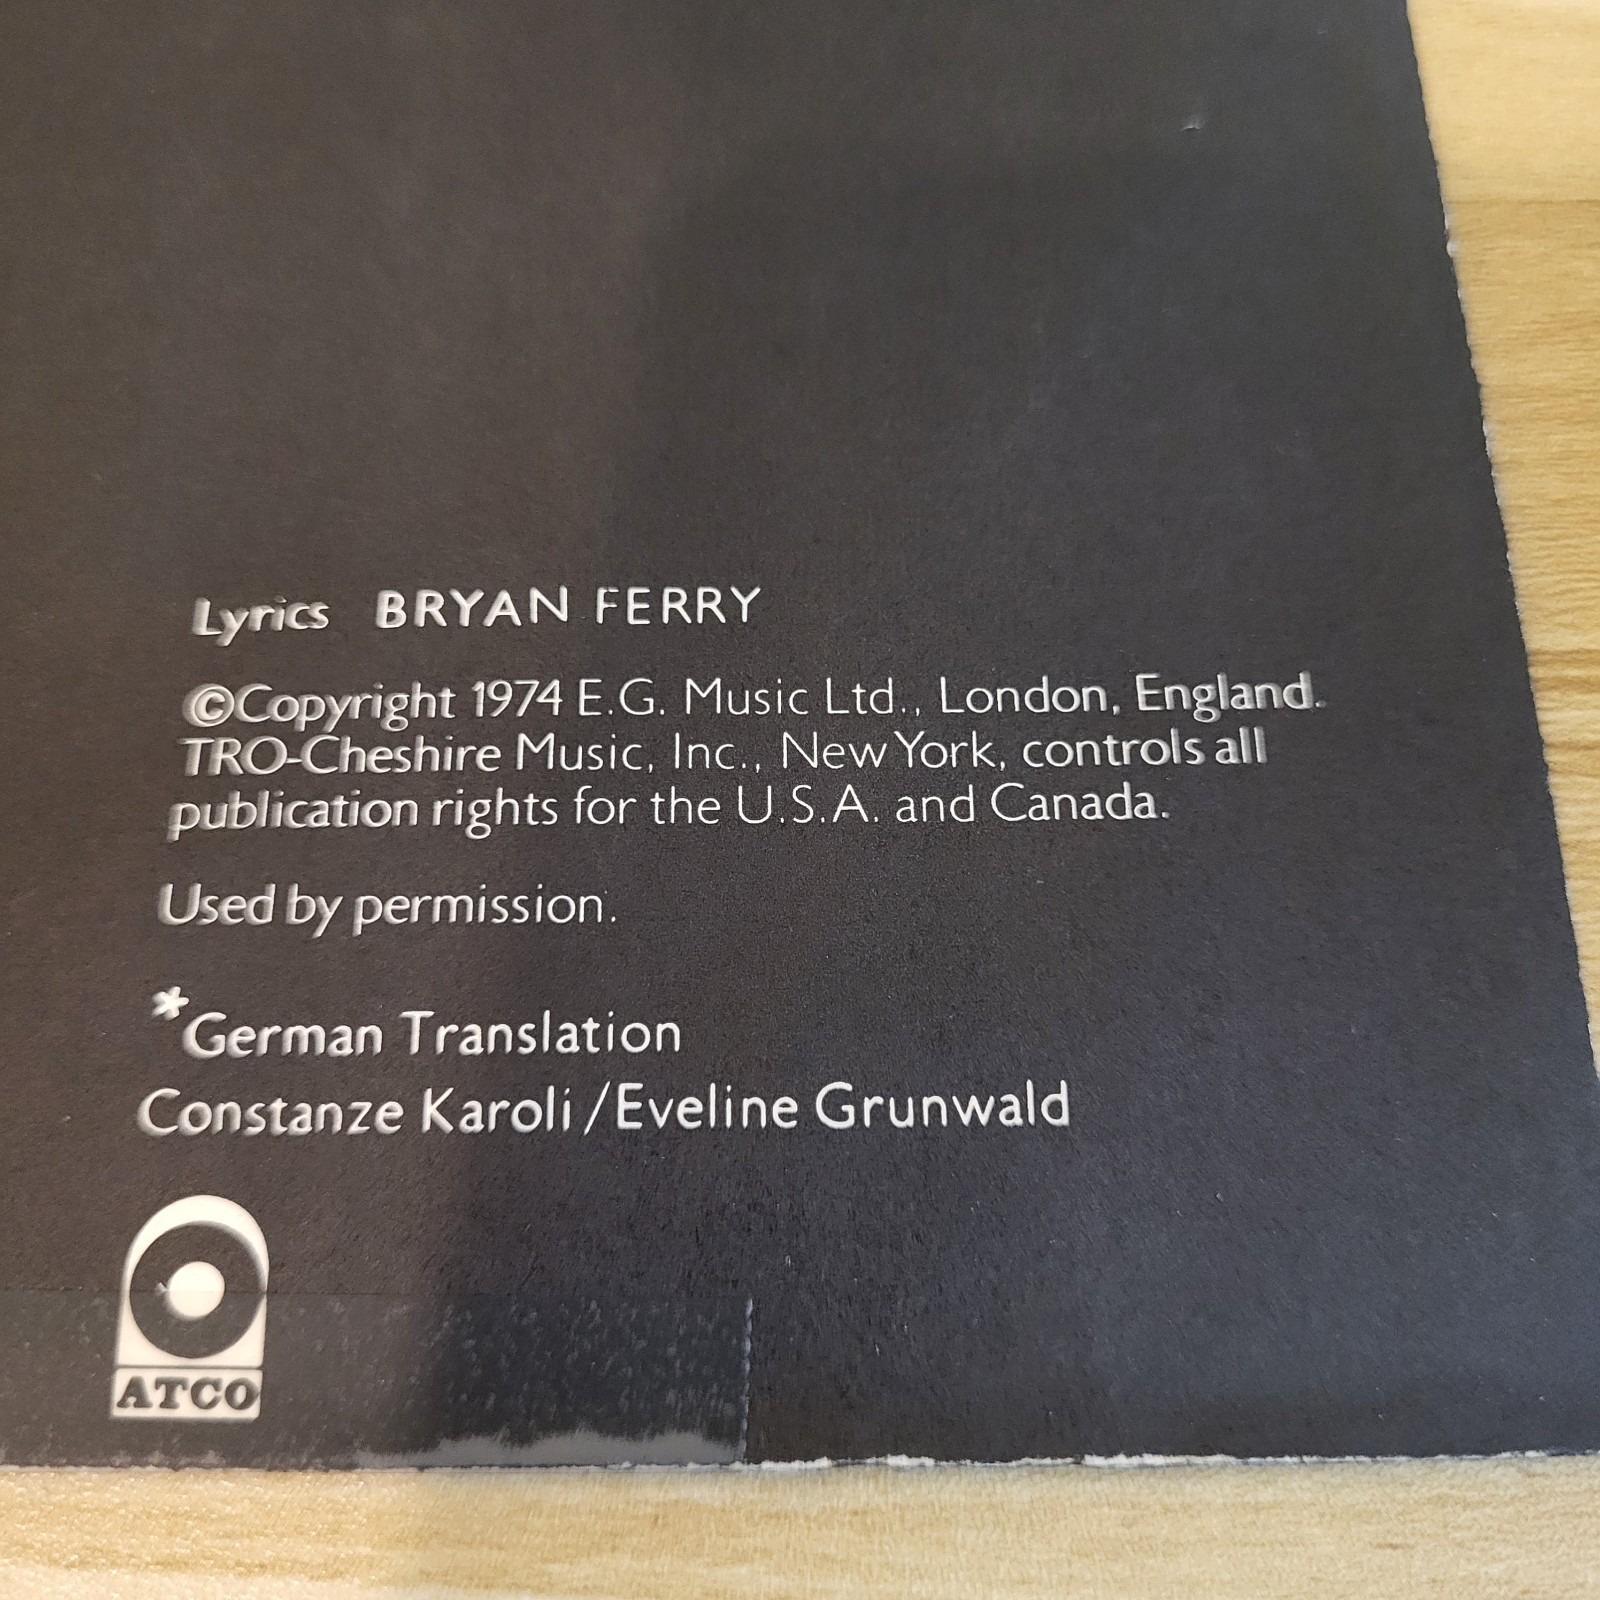 Lyrics BRYAN FERRY
©Copyright 1974 E.G. Music Ltd., London, England.
TRO-Cheshire Music, Inc., New York, controls all
publication rights for the U.S.A. and Canada.
Used by permission.
*German Translation
Constanze Karoli/Eveline Grunwald
ATCO